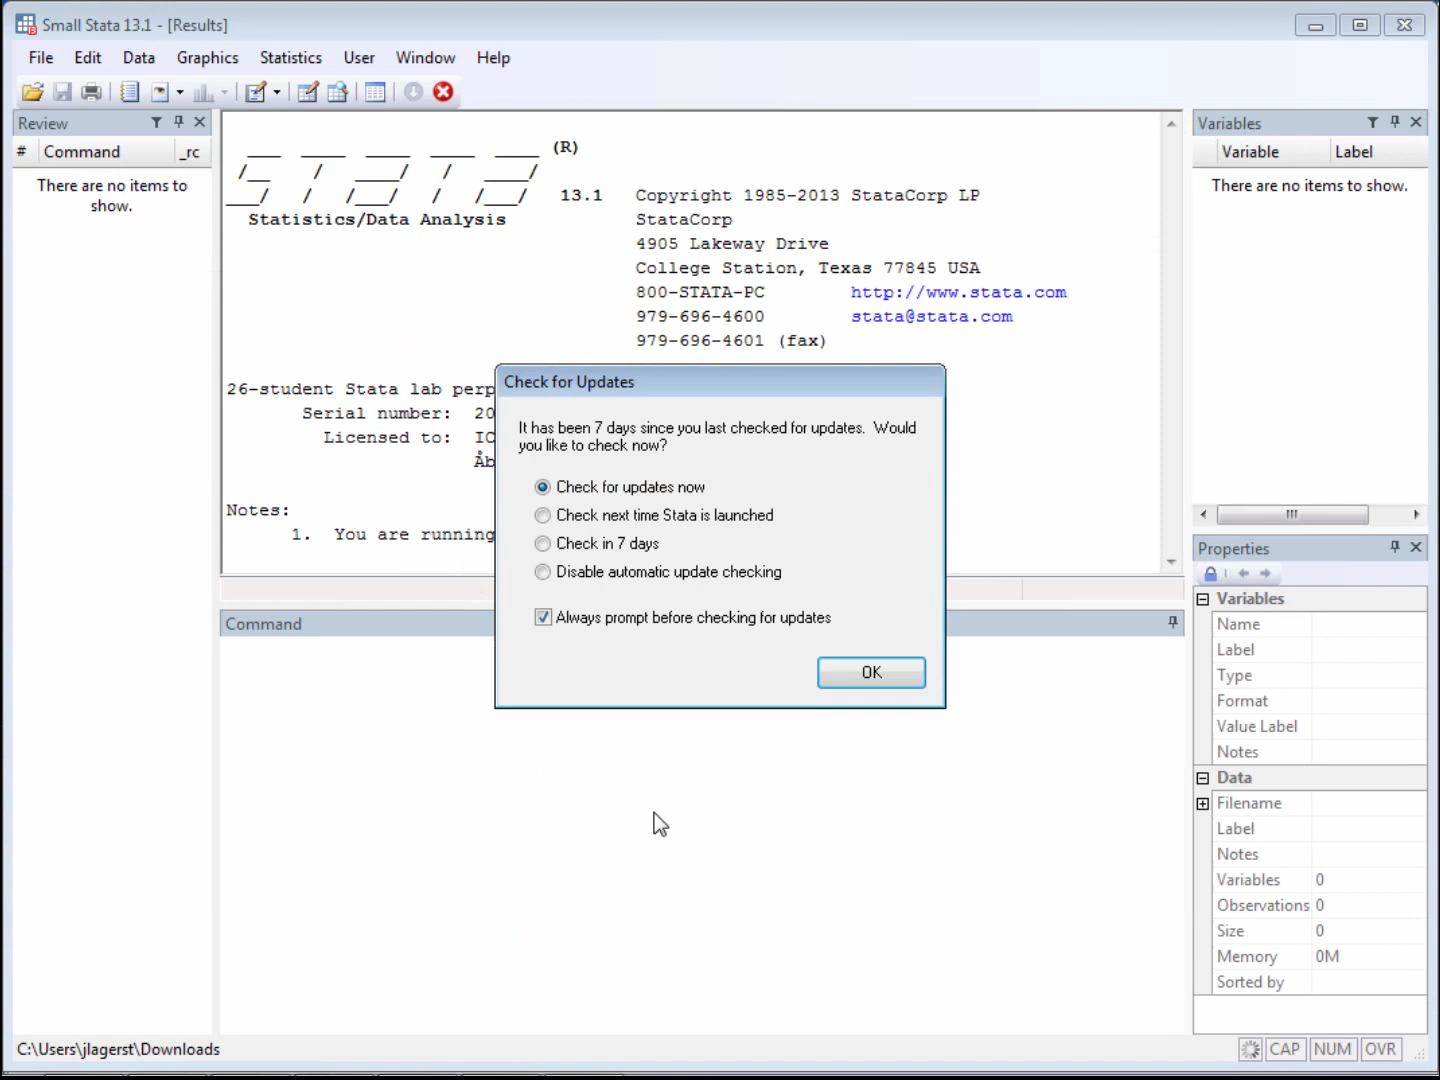 Small Stata 13.1 - [Results]
File Edit Data Graphics Statistics User Window Help
Review
# Command _rc
There are no items to
show.
(R)
13.1 Copyright 1985-2013 StataCorp LP
Statistics/Data Analysis StataCorp
4905 Lakeway Drive
College Station, Texas 77845 USA
800-STATA-PC http://www.stata.com
979-696-4600 stata@stata.com
979-696-4601 (fax)
26-student Stata lab perp
Serial number: 20
Licensed to: IC
Åb
Notes:
1. You are running
Check for Updates
It has been 7 days since you last checked for updates. Would
you like to check now?
Check for updates now
Check next time Stata is launched
Check in 7 days
Disable automatic update checking
Always prompt before checking for updates
OK
Command
Variables
Variable Label
There are no items to show.
Properties
Variables
Name
Label
Type
Format
Value Label
Notes
Data
Filename
Label
Notes
Variables 0
Observations 0
Size 0
Memory 0M
Sorted by
C:\Users\jlagerst\Downloads
CAP NUM OVR